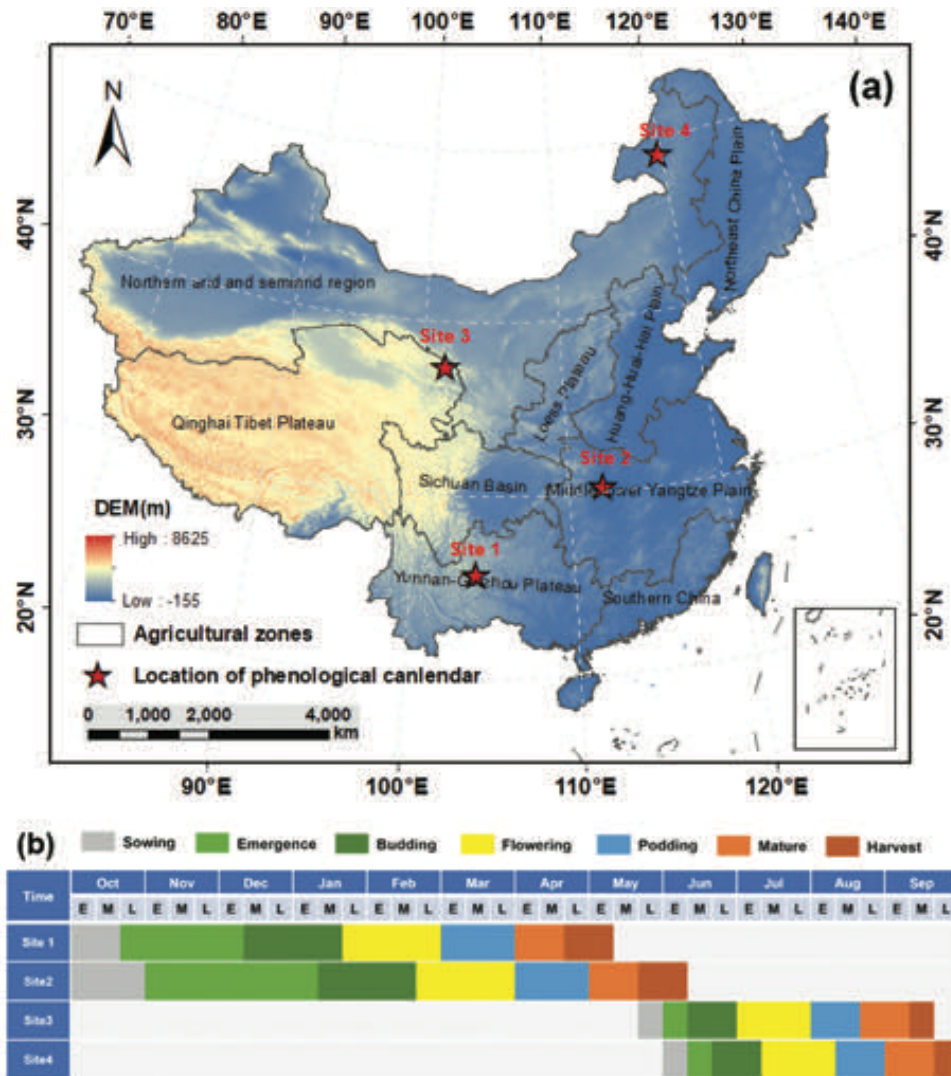 70°E 80°E 90°E 100°E 110°E 120°E 130°E 140°E
(a)
N
Site 4
Northeast China Plain
40°N
40°N
Northern arid and semiarid region
Site 3
Loess Plateau
Huang-Huai-Hai Plain
30°N
30°N
Qinghai Tibet Plateau
Site 2
Sichuan Basin
Middle-lower Yangtze Plain
DEM(m)
High : 8625
Low : -155
Site 1
Yunnan-Guizhou Plateau
Southern China
20°N
20°N
Agricultural zones
Location of phenological canlendar
0 1,000 2,000 4,000
km
90°E 100°E 110°E 120°E
(b) Sowing Emergence Budding Flowering Podding Mature Harvest
Time Oct Nov Dec Jan Feb Mar Apr May Jun Jul Aug Sep
E M L E M L E M L E M L E M L E M L E M L E M L E M L E M L E M L E M L
Site 1
Site2
Site3
Site4